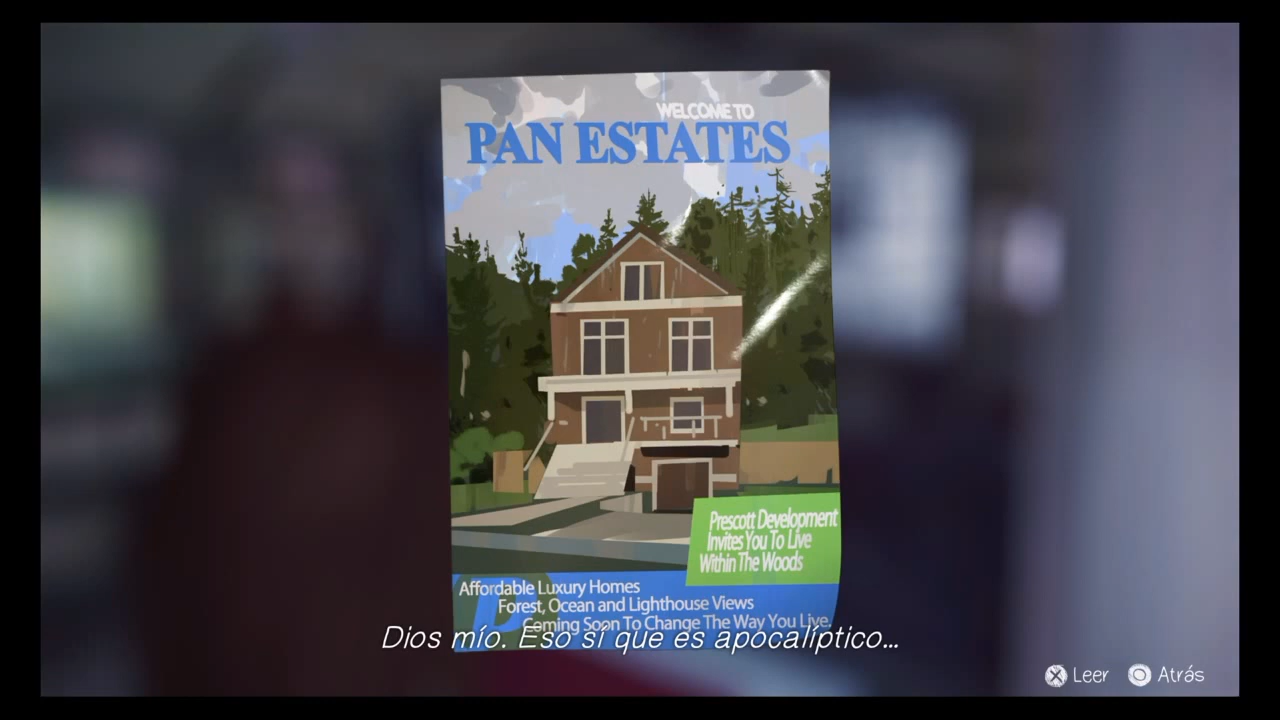 WELCOME TO
PAN ESTATES
Prescott Development
Invites You To Live
Within The Woods
Affordable Luxury Homes
Forest, Ocean and Lighthouse Views
Coming Soon To Change The Way You Live.
Dios mío. Eso sí que es apocalíptico...
Leer Atrás